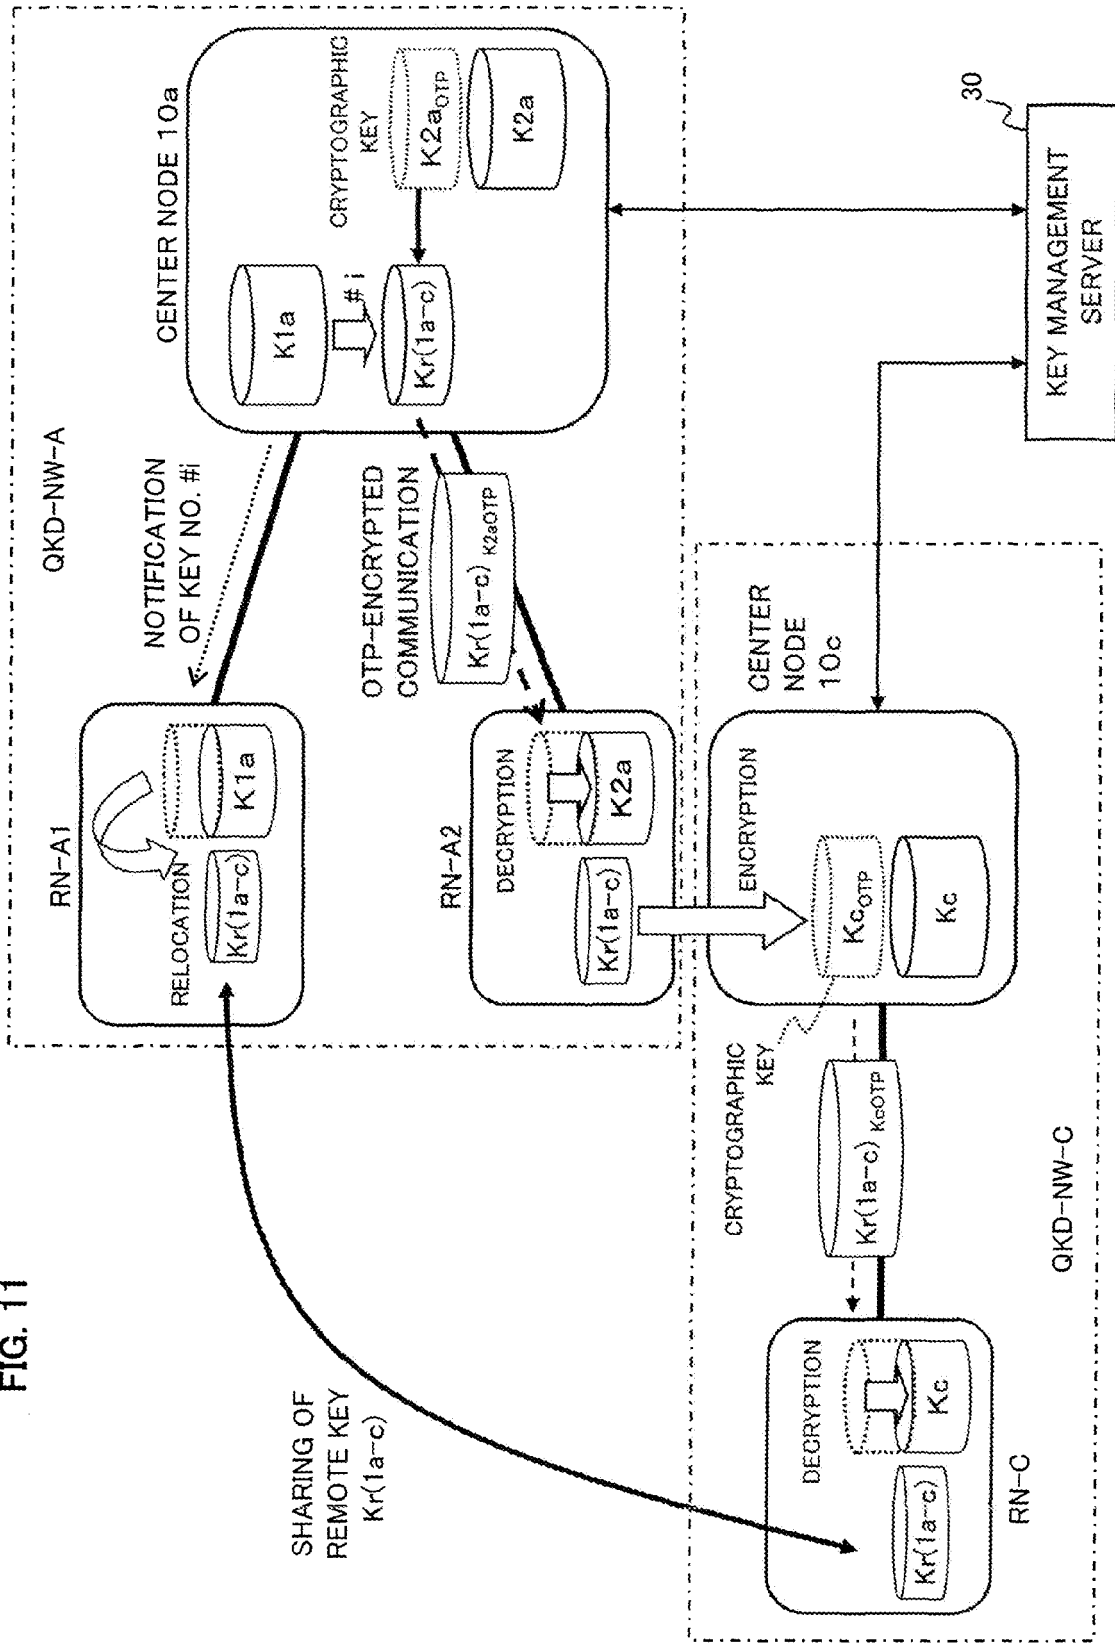 FIG. 11
QKD-NW-A
CENTER NODE 10a
CRYPTOGRAPHIC
KEY
K2aOTP
K2a
K1a
# i
Kr(1a-c)
NOTIFICATION
OF KEY NO. #i
OTP-ENCRYPTED
COMMUNICATION
Kr(1a-c) K2aOTP
RN-A1
RELOCATION
K1a
Kr(1a-c)
RN-A2
DECRYPTION
K2a
Kr(1a-c)
SHARING OF
REMOTE KEY
Kr(1a-c)
CENTER
NODE
10c
ENCRYPTION
KcOTP
Kc
CRYPTOGRAPHIC
KEY
Kr(1a-c) KcOTP
DECRYPTION
Kc
Kr(1a-c)
RN-C
QKD-NW-C
30
KEY MANAGEMENT
SERVER